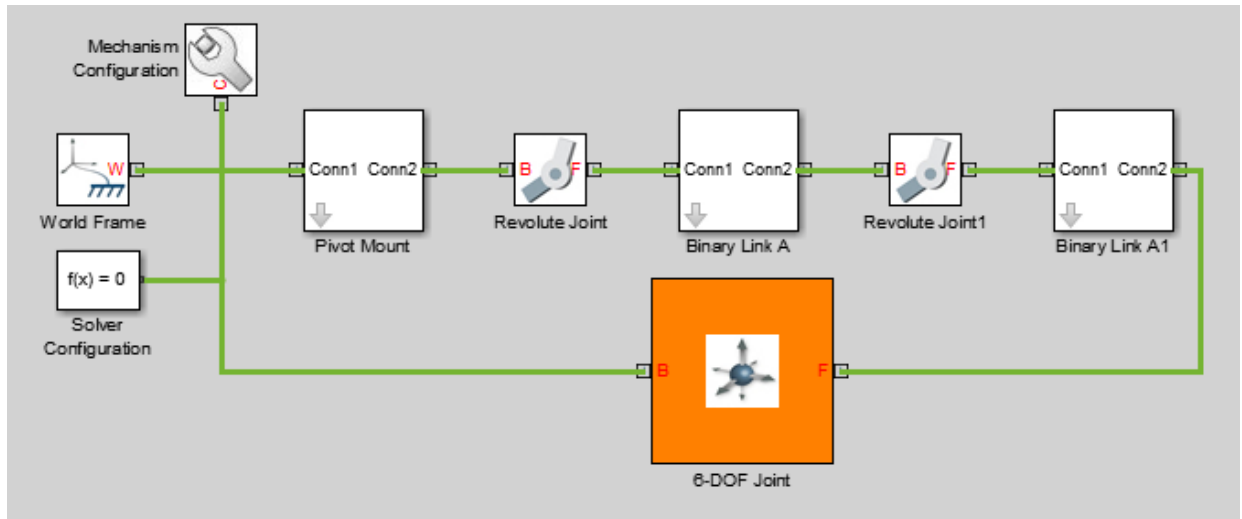 Mechanism
Configuration
C
W
World Frame
Conn1 Conn2
Pivot Mount
B F
Revolute Joint
Conn1 Conn2
Binary Link A
B F
Revolute Joint1
Conn1 Conn2
Binary Link A1
f(x) = 0
Solver
Configuration
B F
6-DOF Joint